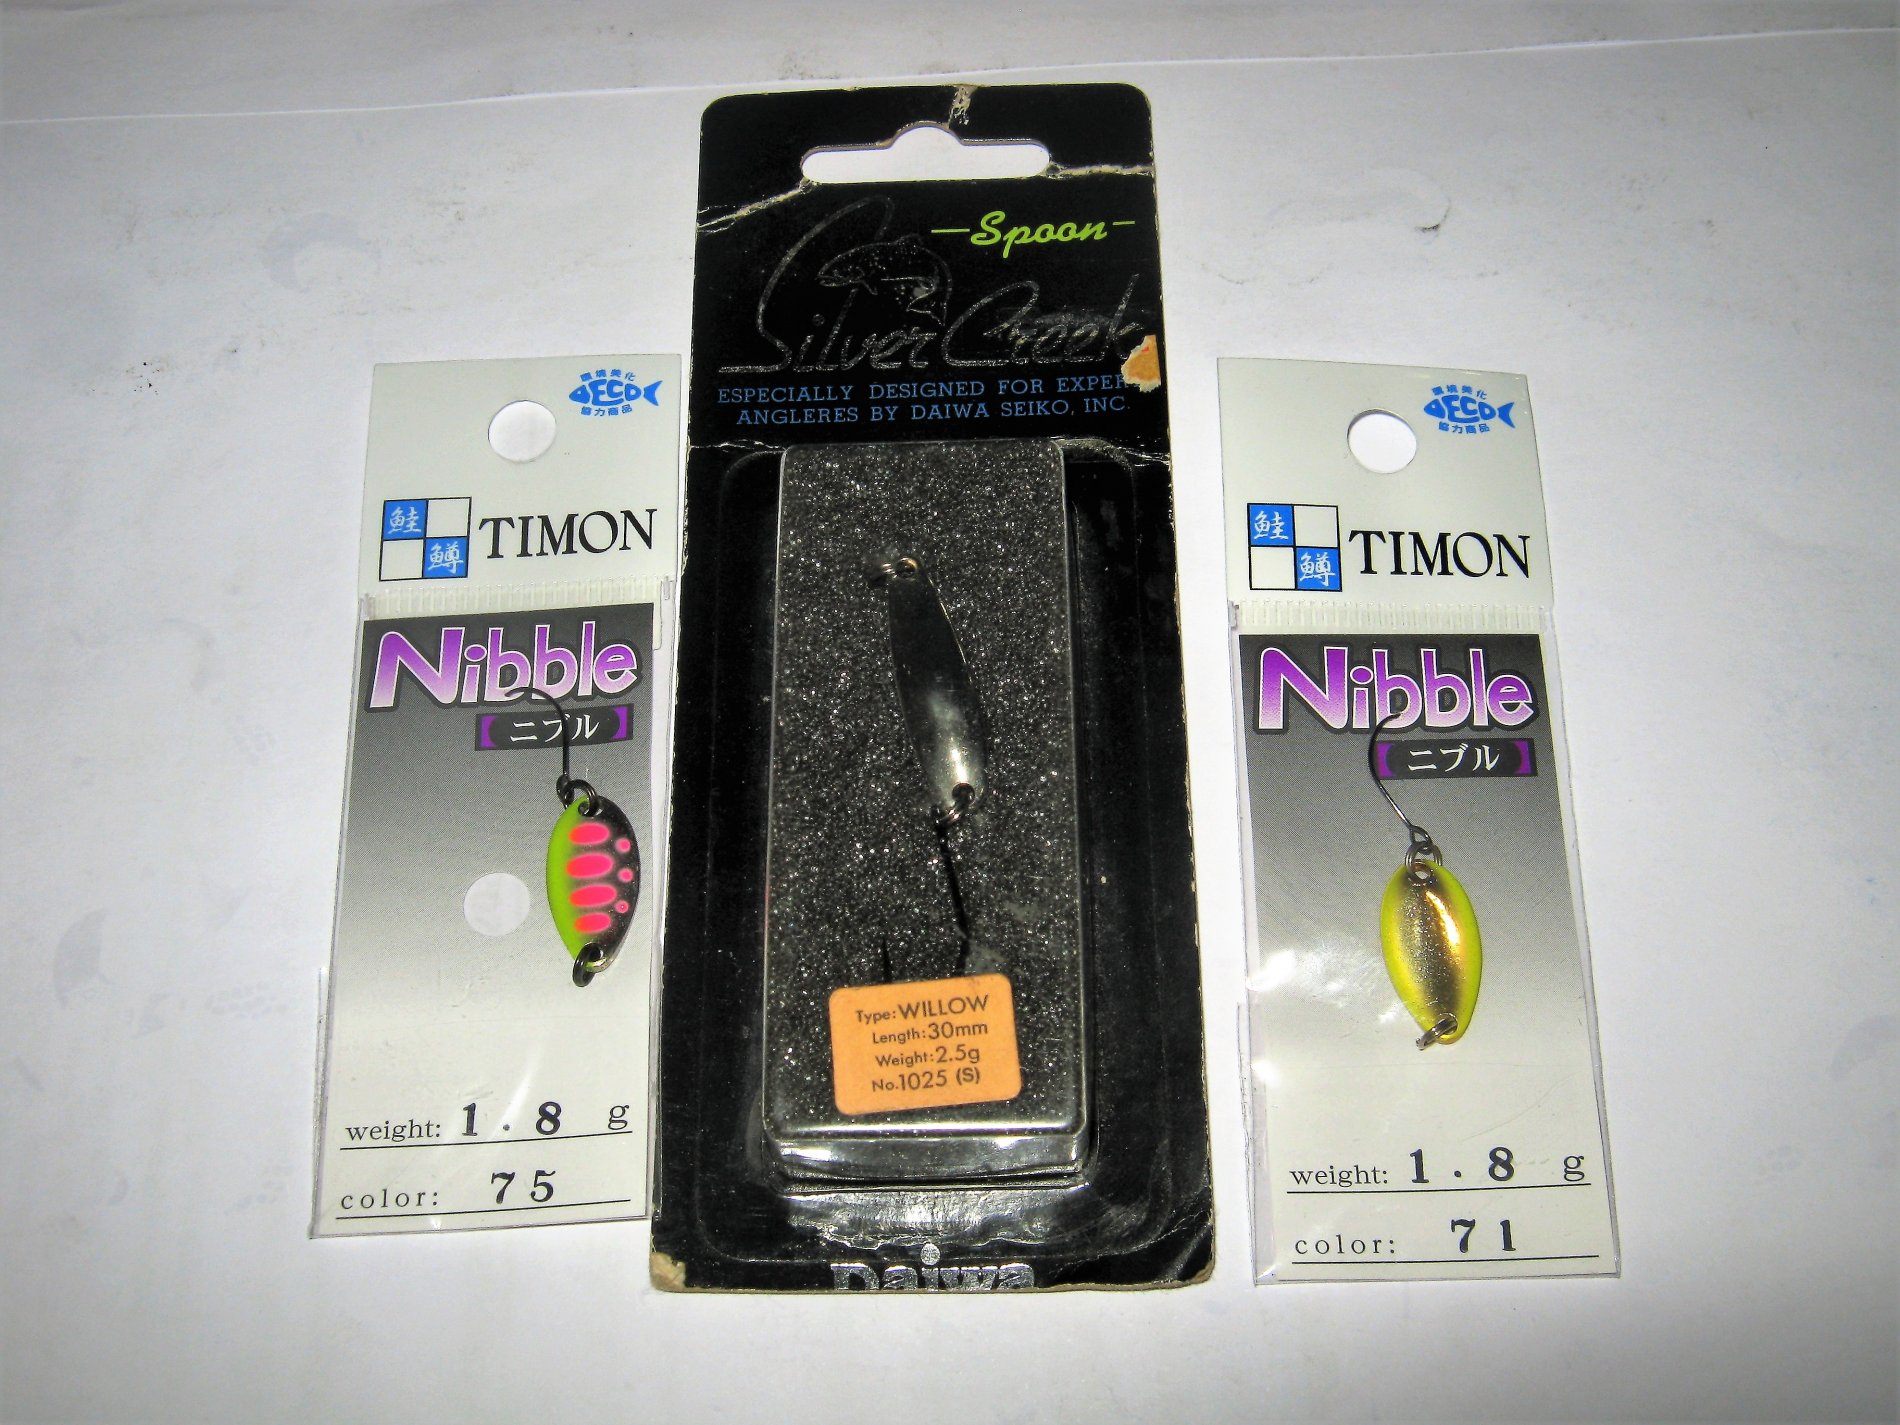 環境美化
DECO
協力商品
鮭
鱒
TIMON
Nibble
ニブル
weight: 1.8 g
color: 75
-Spoon-
Silver Creek
ESPECIALLY DESIGNED FOR EXPER
ANGLERES BY DAIWA SEIKO, INC.
Type:WILLOW
Length:30mm
Weight:2.5g
No.1025 (S)
Daiwa
環境美化
DECO
協力商品
鮭
鱒
TIMON
Nibble
ニブル
weight: 1.8 g
color: 71